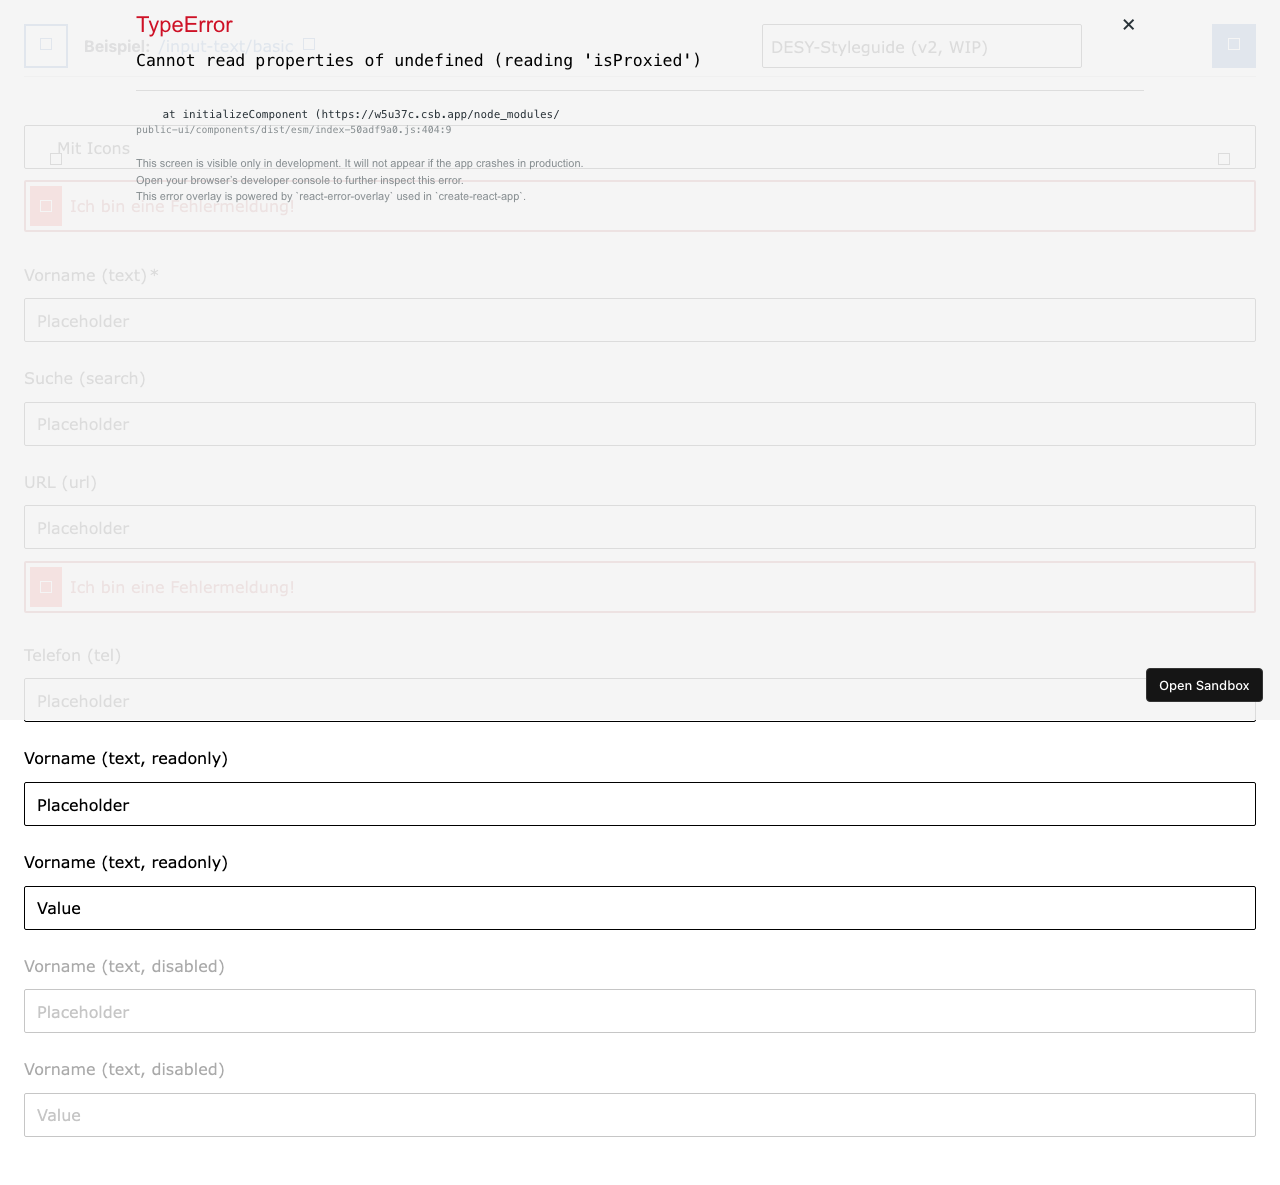 TypeError
Beispiel: /input-text/basic
DESY-Styleguide (v2, WIP)
Cannot read properties of undefined (reading 'isProxied')
at initializeComponent (https://w5u37c.csb.app/node_modules/
public-ui/components/dist/esm/index-50adf9a0.js:404:9
Mit Icons
This screen is visible only in development. It will not appear if the app crashes in production.
Open your browser's developer console to further inspect this error.
This error overlay is powered by `react-error-overlay` used in `create-react-app`.
Ich bin eine Fehlermeldung!
Vorname (text)*
Placeholder
Suche (search)
Placeholder
URL (url)
Placeholder
Ich bin eine Fehlermeldung!
Telefon (tel)
Open Sandbox
Placeholder
Vorname (text, readonly)
Placeholder
Vorname (text, readonly)
Value
Vorname (text, disabled)
Placeholder
Vorname (text, disabled)
Value